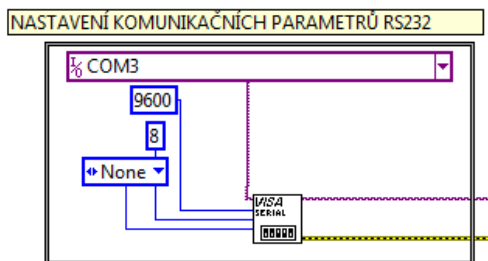 NASTAVENÍ KOMUNIKAČNÍCH PARAMETRŮ RS232
I/O COM3
9600
8
None
VISA
SERIAL